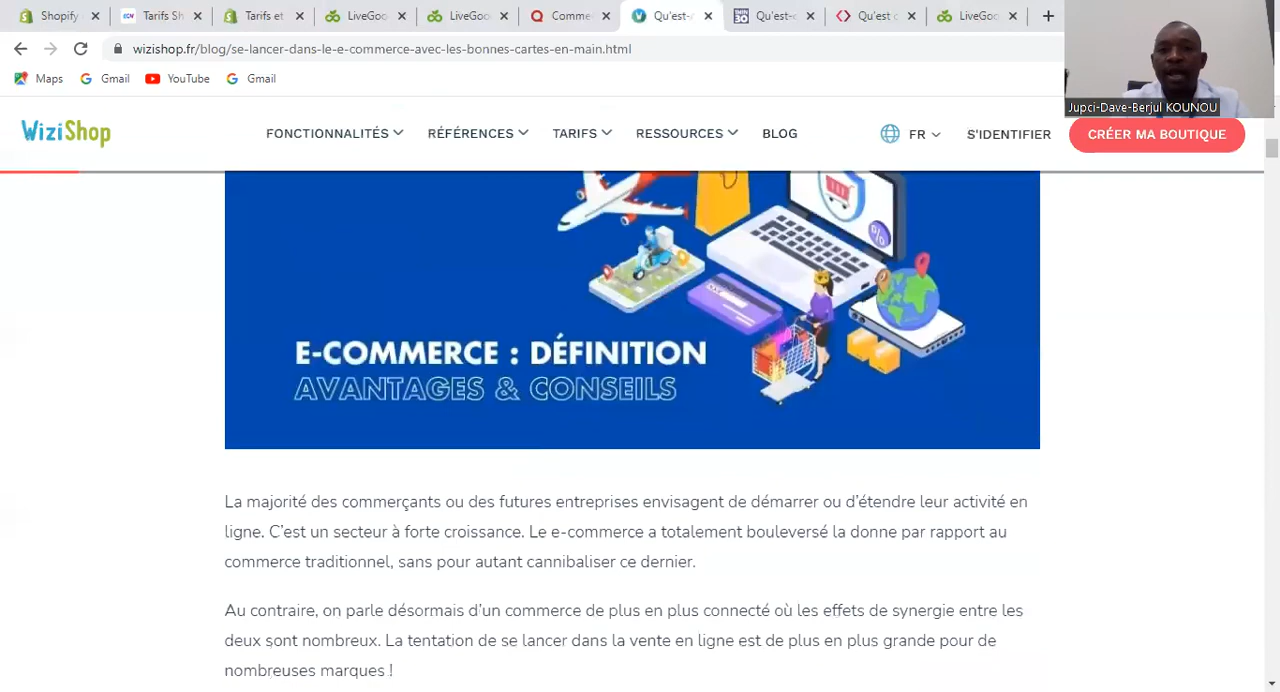 Shopify
Tarifs Sh
Tarifs et
LiveGoo
LiveGoo
Comme
Qu'est-
Qu'est-
Qu'est c
LiveGoo
wizishop.fr/blog/se-lancer-dans-le-e-commerce-avec-les-bonnes-cartes-en-main.html
Maps
Gmail
YouTube
Gmail
Jupci-Dave-Berjul KOUNOU
WiziShop
FONCTIONNALITÉS
RÉFÉRENCES
TARIFS
RESSOURCES
BLOG
FR
S'IDENTIFIER
CRÉER MA BOUTIQUE
E-COMMERCE : DÉFINITION
AVANTAGES & CONSEILS
La majorité des commerçants ou des futures entreprises envisagent de démarrer ou d'étendre leur activité en
ligne. C'est un secteur à forte croissance. Le e-commerce a totalement bouleversé la donne par rapport au
commerce traditionnel, sans pour autant cannibaliser ce dernier.
Au contraire, on parle désormais d'un commerce de plus en plus connecté où les effets de synergie entre les
deux sont nombreux. La tentation de se lancer dans la vente en ligne est de plus en plus grande pour de
nombreuses marques !